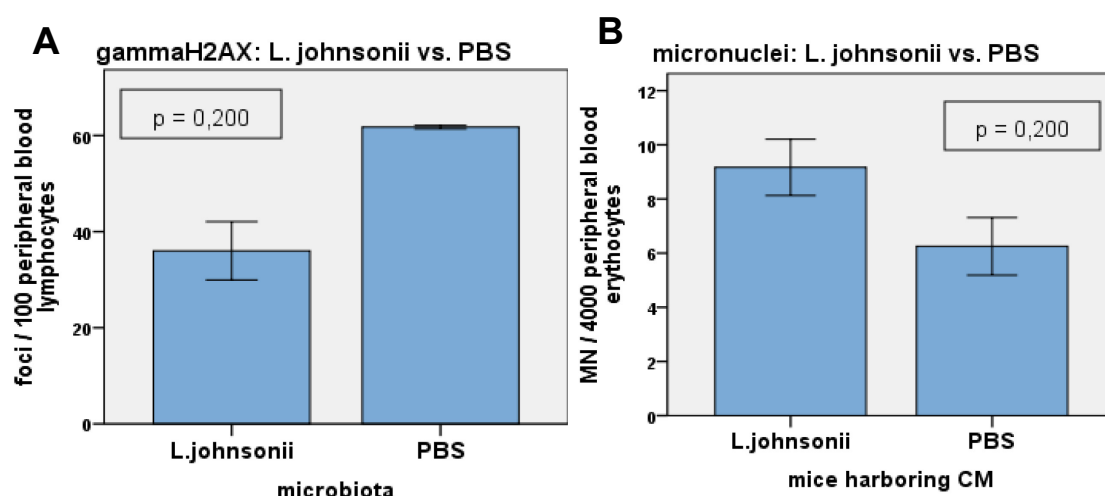 A
gammaH2AX: L. johnsonii vs. PBS
p = 0,200
foci / 100 peripheral blood
lymphocytes
60
40
20
0
L.johnsonii
PBS
microbiota
B
micronuclei: L. johnsonii vs. PBS
p = 0,200
MN / 4000 peripheral blood
erythocytes
12
10
8
6
4
2
0
L.johnsonii
PBS
mice harboring CM